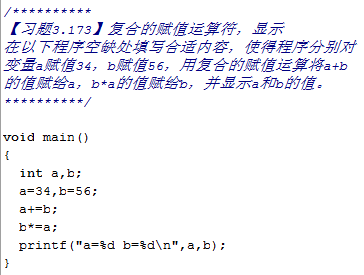 /**********
【习题3.173】复合的赋值运算符，显示
在以下程序空缺处填写合适内容，使得程序分别对
变量a赋值34，b赋值56，用复合的赋值运算将a+b
的值赋给a，b*a的值赋给b，并显示a和b的值。
**********/
void main()
{
int a,b;
a=34,b=56;
a+=b;
b*=a;
printf("a=%d b=%d\n",a,b);
}